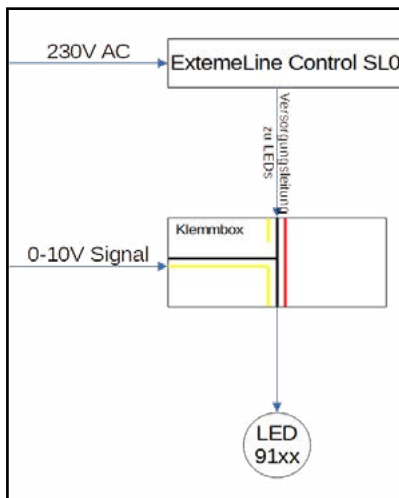 230V AC
ExtemeLine Control SL0
Versorgungsleitung
zu LEDs
Klemmbox
0-10V Signal
LED
91xx